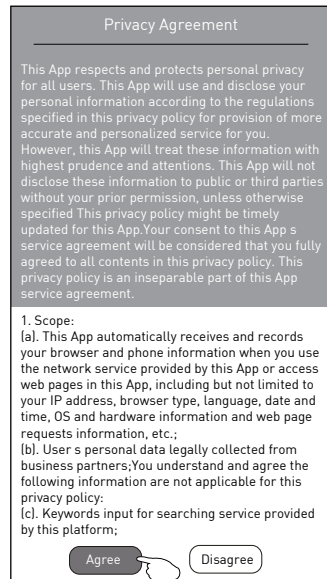 Privacy Agreement
This App respects and protects personal privacy
for all users. This App will use and disclose your
personal information according to the regulations
specified in this privacy policy for provision of more
accurate and personalized service for you.
However, this App will treat these information with
highest prudence and attentions. This App will not
disclose these information to public or third parties
without your prior permission, unless otherwise
specified This privacy policy might be timely
updated for this App.Your consent to this App s
service agreement will be considered that you fully
agreed to all contents in this privacy policy. This
privacy policy is an inseparable part of this App
service agreement.
1. Scope:
(a). This App automatically receives and records
your browser and phone information when you use
the network service provided by this App or access
web pages in this App, including but not limited to
your IP address, browser type, language, date and
time, OS and hardware information and web page
requests information, etc.;
(b). User s personal data legally collected from
business partners;You understand and agree the
following information are not applicable for this
privacy policy:
(c). Keywords input for searching service provided
by this platform;
Agree Disagree